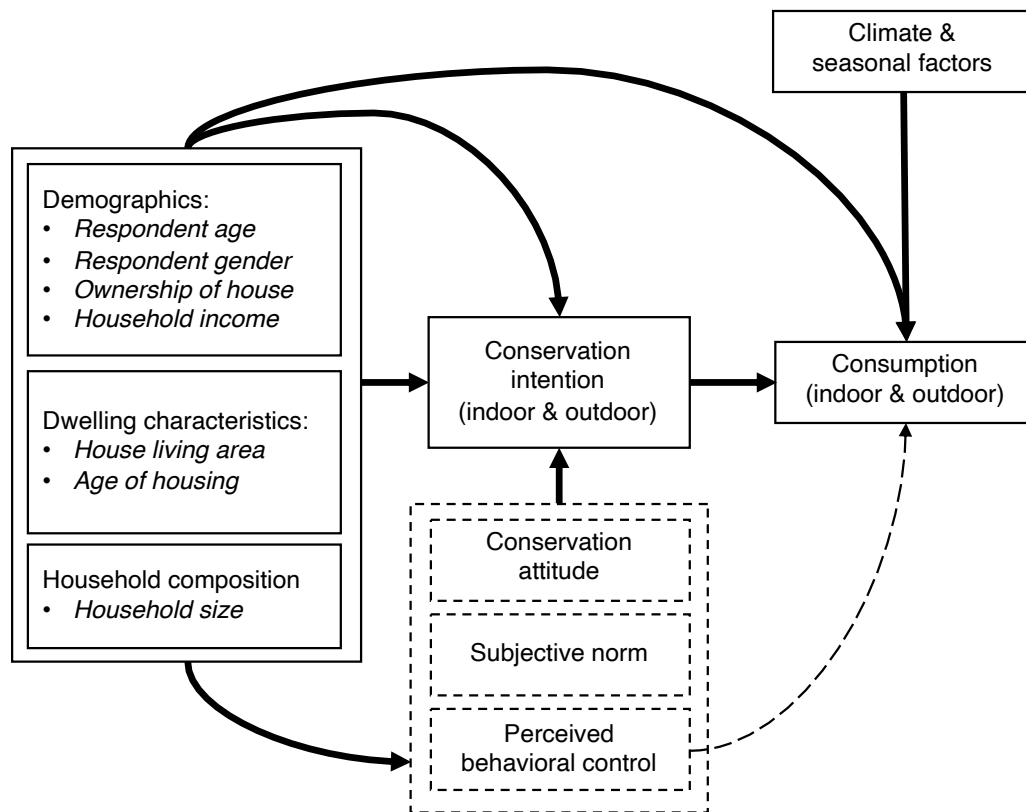 Climate &
seasonal factors
Demographics:
• Respondent age
• Respondent gender
• Ownership of house
• Household income
Dwelling characteristics:
• House living area
• Age of housing
Household composition
• Household size
Conservation
intention
(indoor & outdoor)
Consumption
(indoor & outdoor)
Conservation
attitude
Subjective norm
Perceived
behavioral control